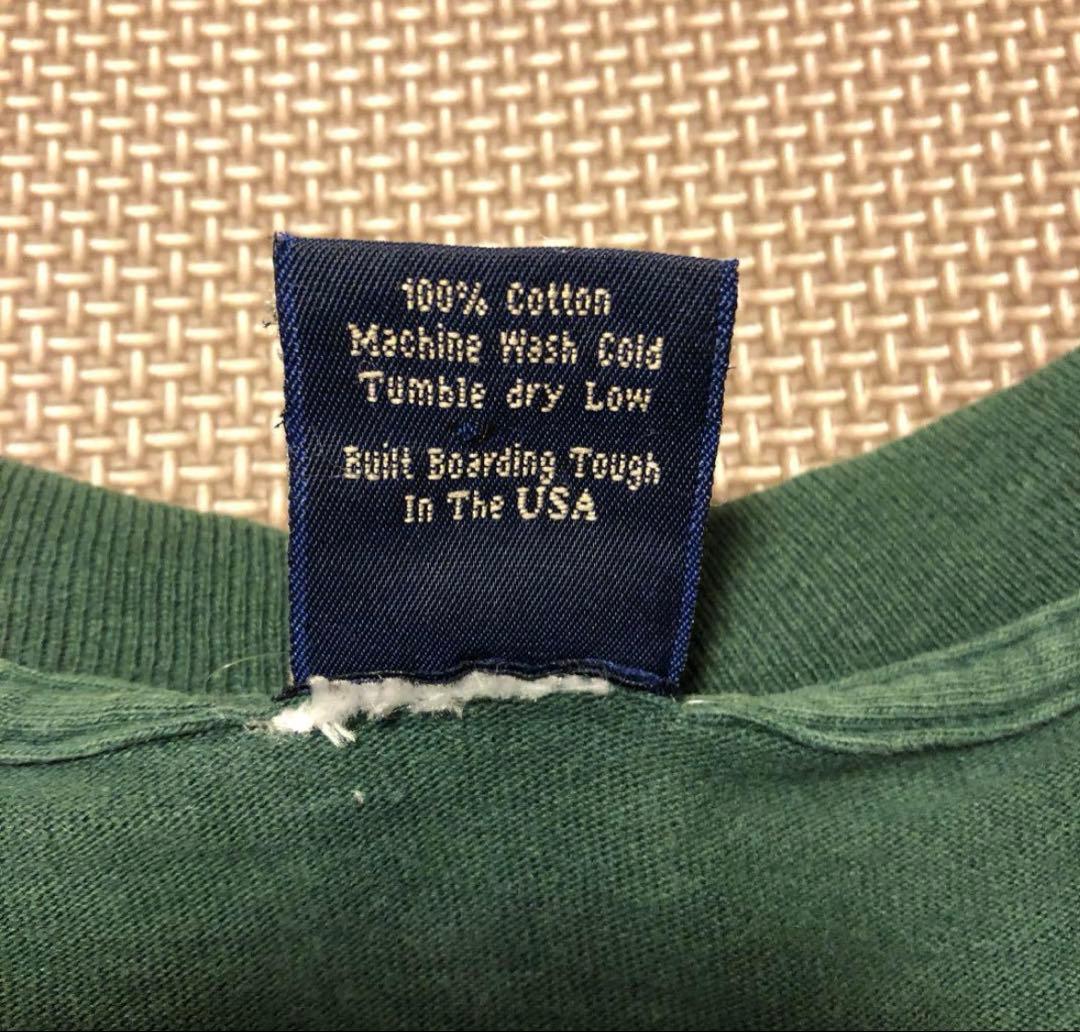 100% Cotton
Machine Wash Cold
Tumble dry Low
Built Boarding Tough
In The USA